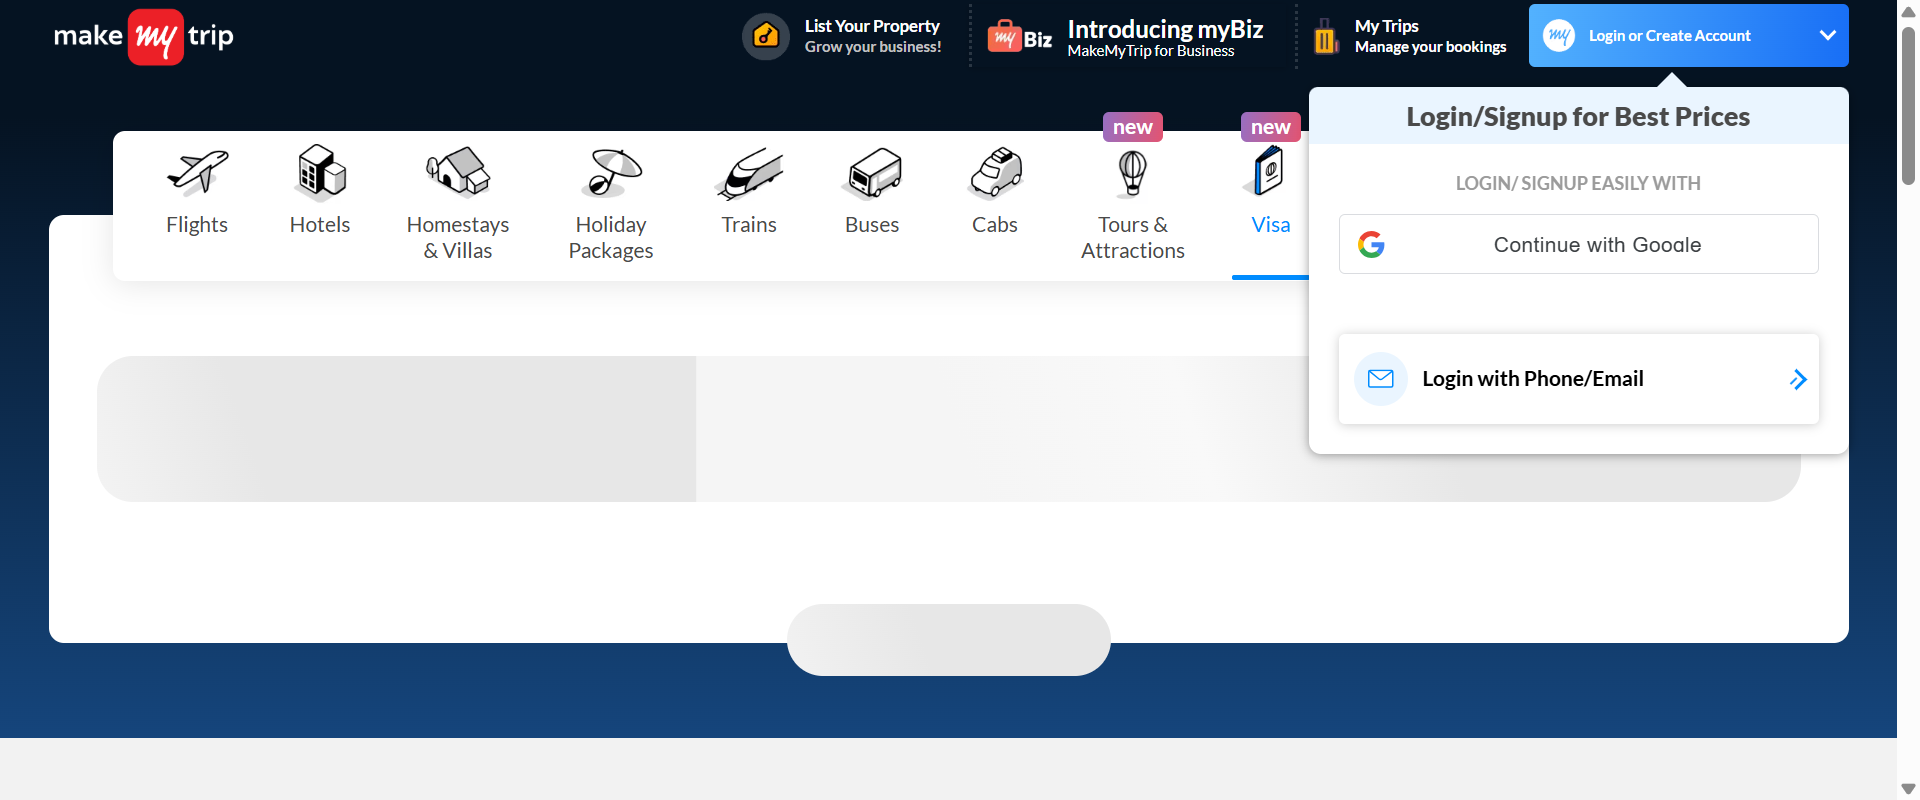 make my trip
List Your Property
Grow your business!
my Biz
Introducing myBiz
MakeMyTrip for Business
My Trips
Manage your bookings
my
Login or Create Account
Login/Signup for Best Prices
LOGIN/ SIGNUP EASILY WITH
Continue with Google
Login with Phone/Email
new
new
Flights
Hotels
Homestays
& Villas
Holiday
Packages
Trains
Buses
Cabs
Tours &
Attractions
Visa